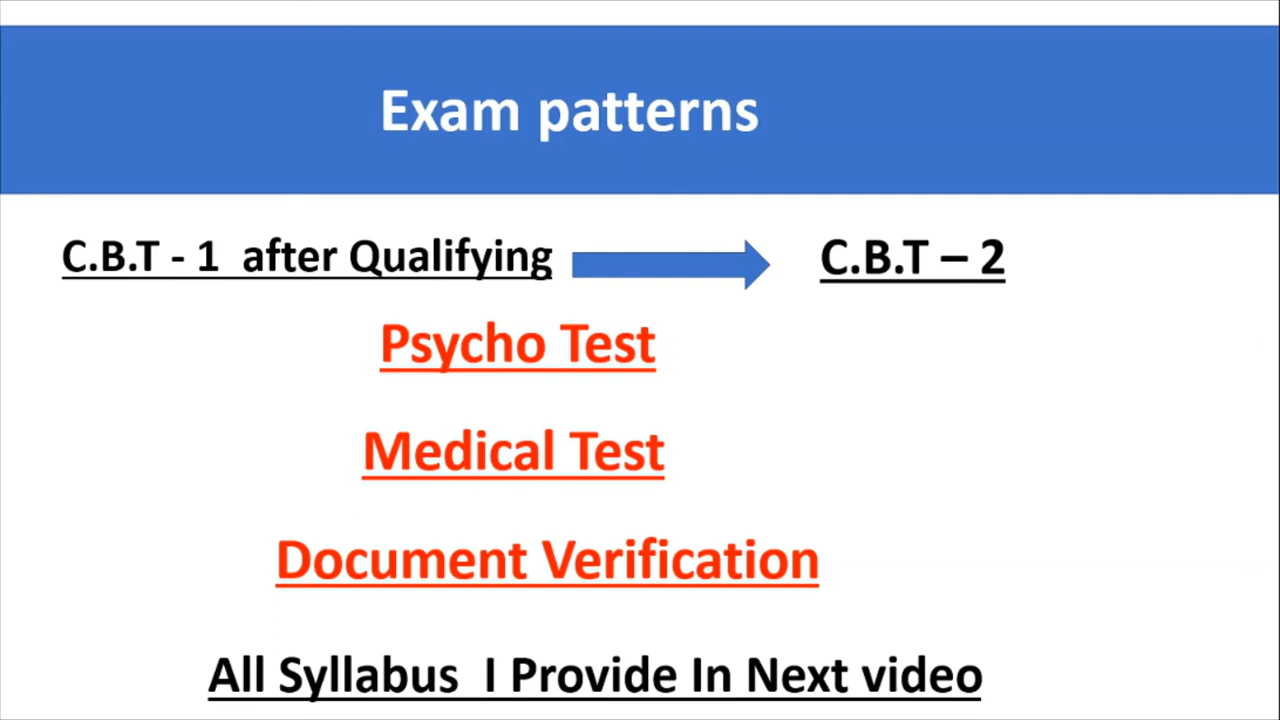 Exam patterns
C.B.T - 1 after Qualifying C.B.T – 2
Psycho Test
Medical Test
Document Verification
All Syllabus I Provide In Next video